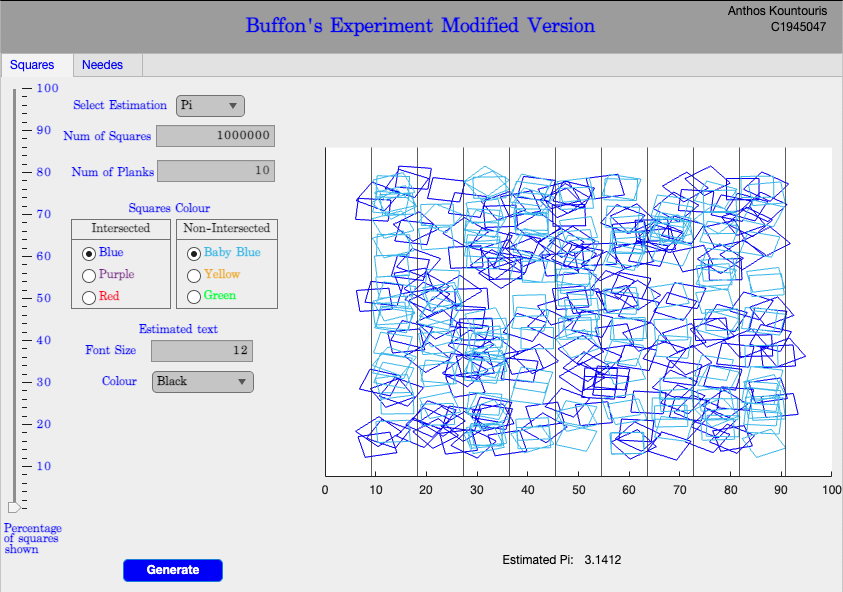 Buffon's Experiment Modified Version
Anthos Kountouris
C1945047
Squares
Needes
100
90
80
70
60
50
40
30
20
10
Percentage
of squares
shown
Select Estimation Pi
Num of Squares 1000000
Num of Planks 10
Squares Colour
Intersected
Blue
Purple
Red
Non-Intersected
Baby Blue
Yellow
Green
Estimated text
Font Size 12
Colour Black
Generate
0 10 20 30 40 50 60 70 80 90 100
Estimated Pi: 3.1412